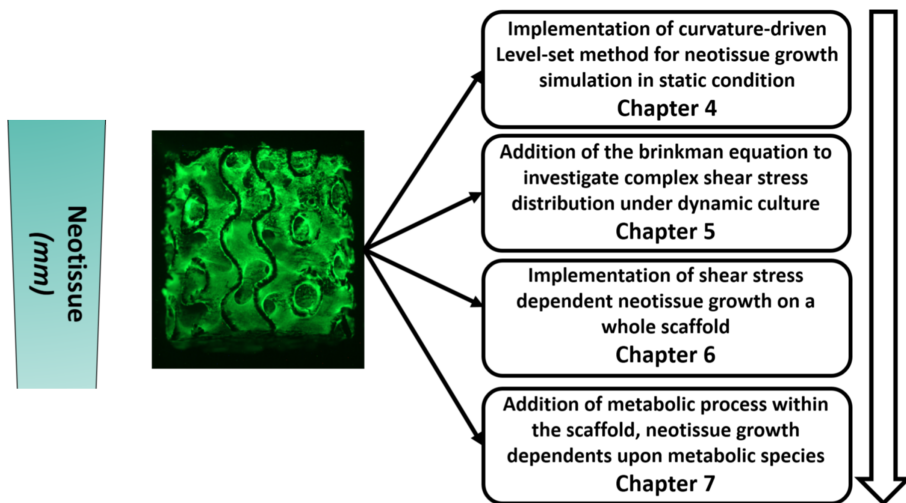 Implementation of curvature-driven
Level-set method for neotissue growth
simulation in static condition
Chapter 4
Addition of the brinkman equation to
investigate complex shear stress
distribution under dynamic culture
Chapter 5
Neotissue
(mm)
Implementation of shear stress
dependent neotissue growth on a
whole scaffold
Chapter 6
Addition of metabolic process within
the scaffold, neotissue growth
dependents upon metabolic species
Chapter 7